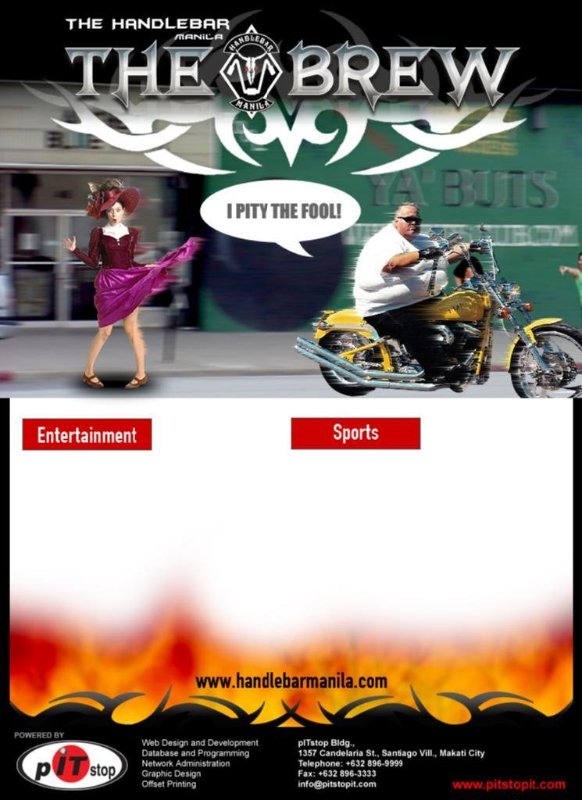 THE HANDLEBAR
MANILA
THE BREW
HANDLEBAR
MANILA
YA' BUTS
I PITY THE FOOL!
Entertainment
Sports
www.handlebarmanila.com
POWERED BY
pITstop
Web Design and Development
Database and Programming
Network Administration
Graphic Design
Offset Printing
pITstop Bldg.,
1357 Candelaria St., Santiago Vill., Makati City
Telephone: +632 896-9999
Fax: +632 896-3333
info@pitstopit.com
www.pitstopit.com